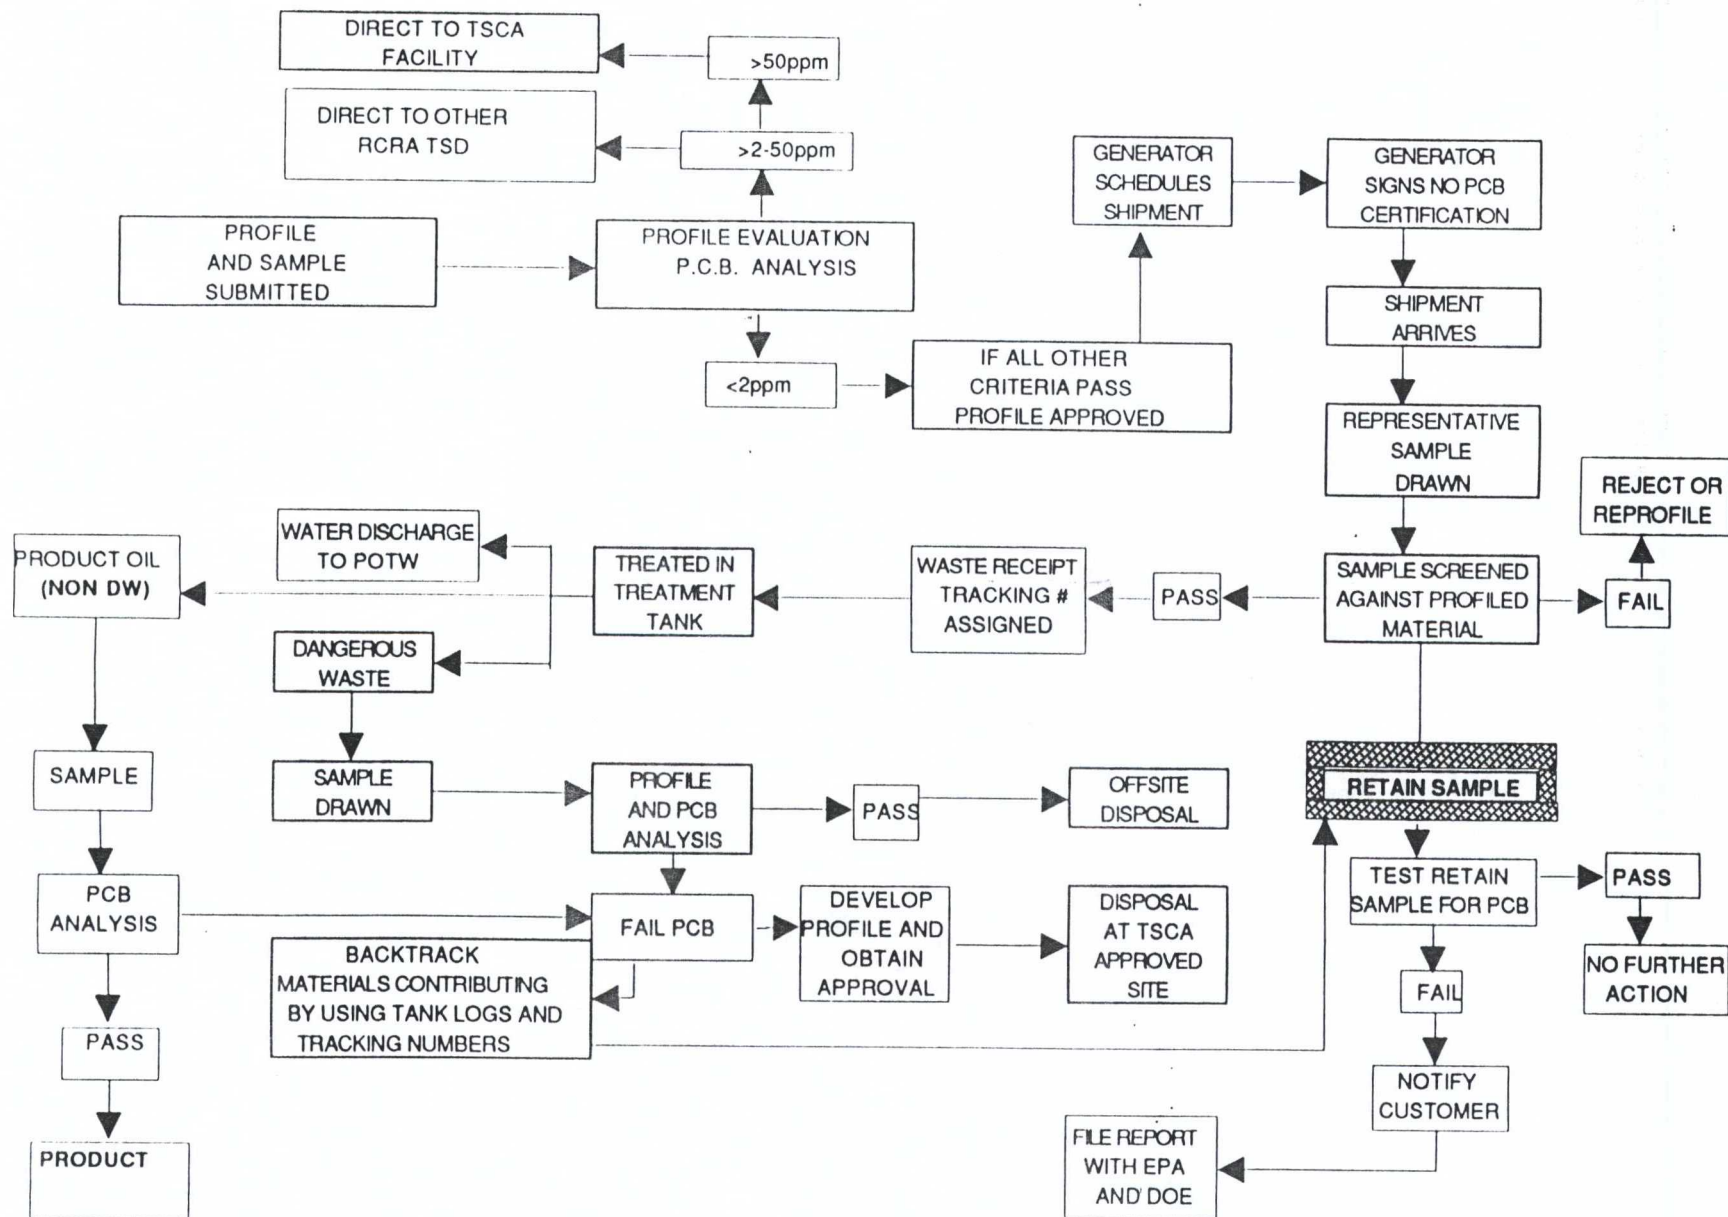 DIRECT TO TSCA
FACILITY
>50ppm
DIRECT TO OTHER
RCRA TSD
>2-50ppm
GENERATOR
SCHEDULES
SHIPMENT
GENERATOR
SIGNS NO PCB
CERTIFICATION
PROFILE
AND SAMPLE
SUBMITTED
PROFILE EVALUATION
P.C.B. ANALYSIS
SHIPMENT
ARRIVES
<2ppm
IF ALL OTHER
CRITERIA PASS
PROFILE APPROVED
REPRESENTATIVE
SAMPLE
DRAWN
REJECT OR
REPROFILE
PRODUCT OIL
(NON DW)
WATER DISCHARGE
TO POTW
TREATED IN
TREATMENT
TANK
WASTE RECEIPT
TRACKING #
ASSIGNED
PASS
SAMPLE SCREENED
AGAINST PROFILED
MATERIAL
FAIL
DANGEROUS
WASTE
SAMPLE
SAMPLE
DRAWN
PROFILE
AND PCB
ANALYSIS
PASS
OFFSITE
DISPOSAL
RETAIN SAMPLE
PCB
ANALYSIS
FAIL PCB
DEVELOP
PROFILE AND
OBTAIN
APPROVAL
DISPOSAL
AT TSCA
APPROVED
SITE
TEST RETAIN
SAMPLE FOR PCB
PASS
BACKTRACK
MATERIALS CONTRIBUTING
BY USING TANK LOGS AND
TRACKING NUMBERS
FAIL
NO FURTHER
ACTION
PASS
NOTIFY
CUSTOMER
PRODUCT
FILE REPORT
WITH EPA
AND DOE